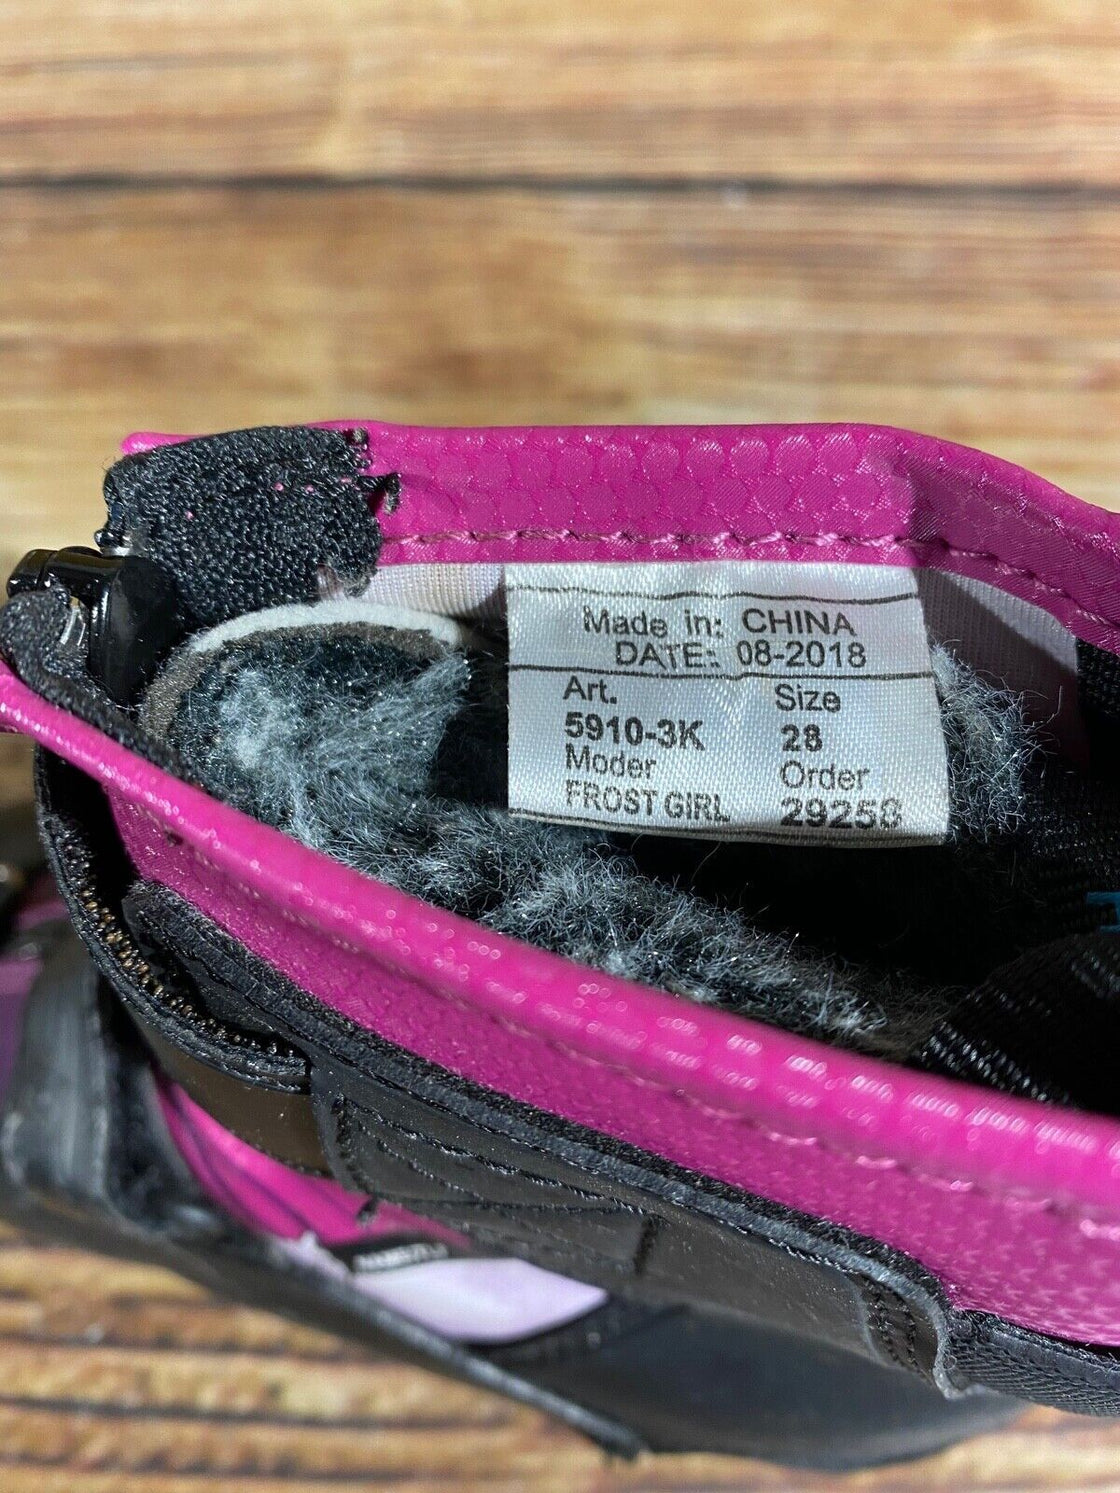 Made in: CHINA
DATE: 08-2018
Art. Size
5910-3K 28
Moder Order
FROST GIRL 29258